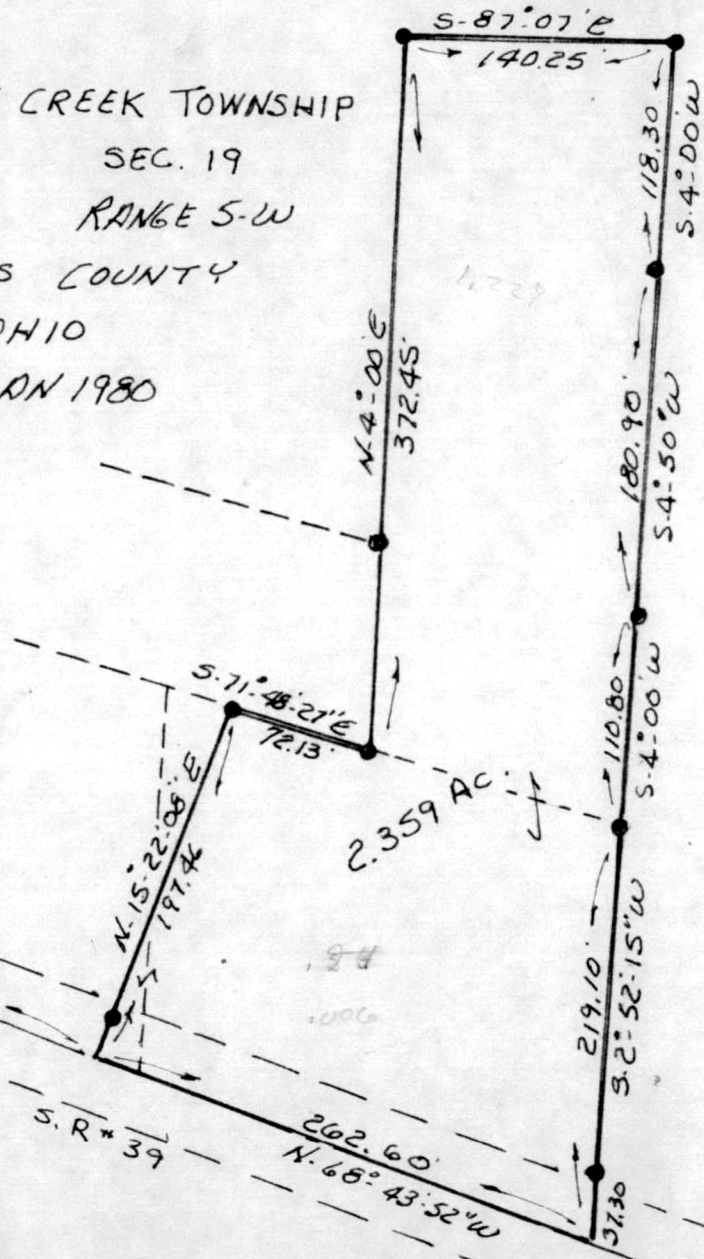 CREEK TOWNSHIP
SEC. 19
RANGE 5-W
S COUNTY
OHIO
AN 1980
S-87°07'E
140.25'
118.30
S.4°-00'W
180.90'
S-4°-50'W
110.80
S-4°-00'W
219.10'
S.2°-52'15"W
37.30
N-4°-00'E
372.45'
S-71°-48-27"E
72.13'
N-15°-22-08" E
197.46
2.359 AC.
262.60'
N-68°43'52"W
S. R # 39